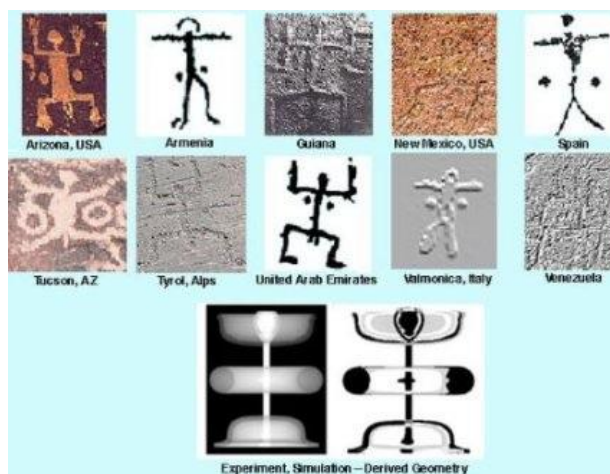 Arizona, USA
Armenia
Guiana
New Mexico, USA
Spain
Tucson, AZ
Tyrol, Alps
United Arab Emirates
Valmonica, Italy
Venezuela
Experiment, Simulation – Derived Geometry